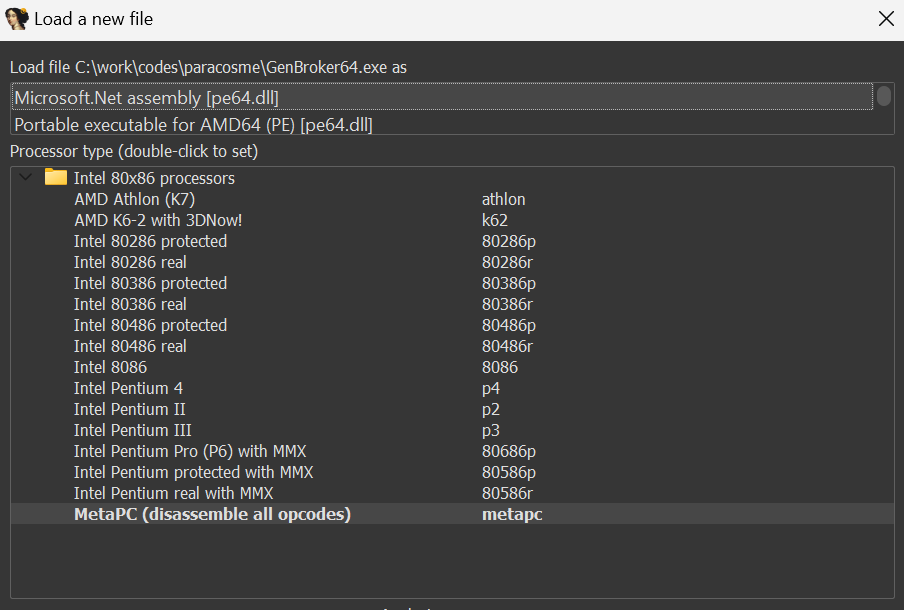 Load a new file
Load file C:\work\codes\paracosme\GenBroker64.exe as
Microsoft.Net assembly [pe64.dll]
Portable executable for AMD64 (PE) [pe64.dll]
Processor type (double-click to set)
Intel 80x86 processors
AMD Athlon (K7) athlon
AMD K6-2 with 3DNow! k62
Intel 80286 protected 80286p
Intel 80286 real 80286r
Intel 80386 protected 80386p
Intel 80386 real 80386r
Intel 80486 protected 80486p
Intel 80486 real 80486r
Intel 8086 8086
Intel Pentium 4 p4
Intel Pentium II p2
Intel Pentium III p3
Intel Pentium Pro (P6) with MMX 80686p
Intel Pentium protected with MMX 80586p
Intel Pentium real with MMX 80586r
MetaPC (disassemble all opcodes) metapc